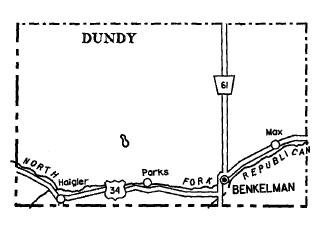 DUNDY
61
Max
REPUBLICAN
NORTH
Haigler
34
Parks
FORK
BENKELMAN